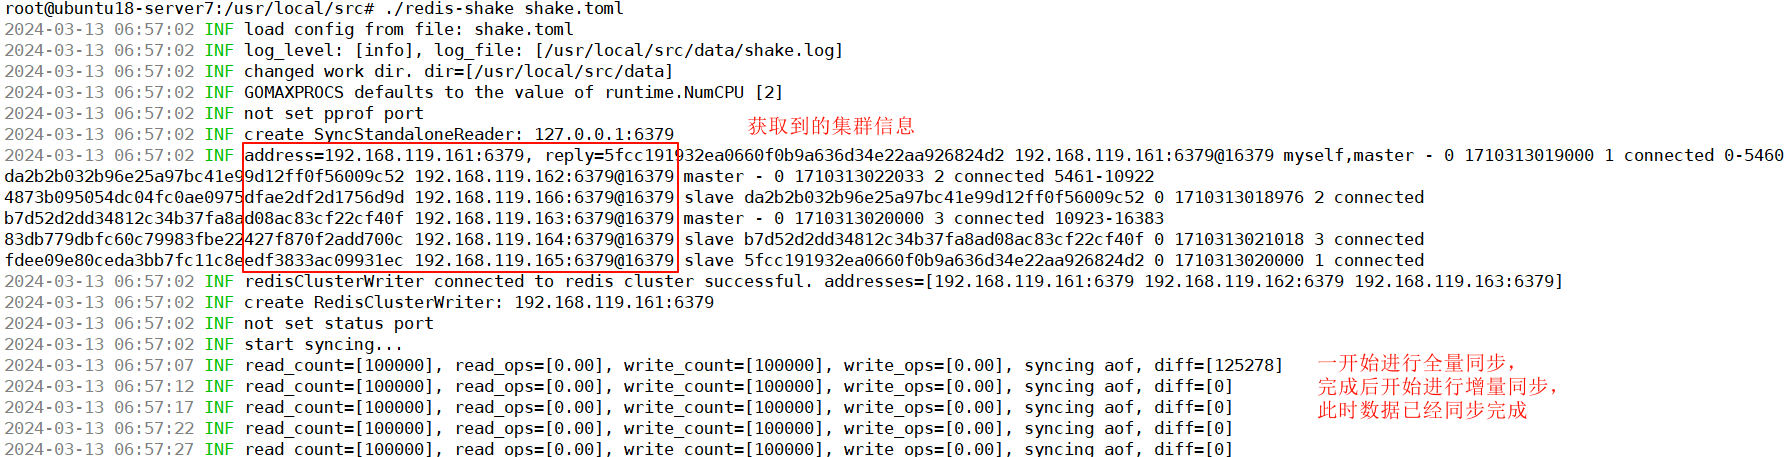 root@ubuntu18-server7:/usr/local/src# ./redis-shake shake.toml
2024-03-13 06:57:02 INF load config from file: shake.toml
2024-03-13 06:57:02 INF log_level: [info], log_file: [/usr/local/src/data/shake.log]
2024-03-13 06:57:02 INF changed work dir. dir=[/usr/local/src/data]
2024-03-13 06:57:02 INF GOMAXPROCS defaults to the value of runtime.NumCPU [2]
2024-03-13 06:57:02 INF not set pprof port
2024-03-13 06:57:02 INF create SyncStandaloneReader: 127.0.0.1:6379
获取到的集群信息
2024-03-13 06:57:02 INF address=192.168.119.161:6379, reply=5fcc191932ea0660f0b9a636d34e22aa926824d2 192.168.119.161:6379@16379 myself,master - 0 1710313019000 1 connected 0-5460
da2b2b032b96e25a97bc41e99d12ff0f56009c52 192.168.119.162:6379@16379 master - 0 1710313022033 2 connected 5461-10922
4873b095054dc04fc0ae0975dfae2df2d1756d9d 192.168.119.166:6379@16379 slave da2b2b032b96e25a97bc41e99d12ff0f56009c52 0 1710313018976 2 connected
b7d52d2dd34812c34b37fa8ad08ac83cf22cf40f 192.168.119.163:6379@16379 master - 0 1710313020000 3 connected 10923-16383
83db779dbfc60c79983fbe22427f870f2add700c 192.168.119.164:6379@16379 slave b7d52d2dd34812c34b37fa8ad08ac83cf22cf40f 0 1710313021018 3 connected
fdee09e80ceda3bb7fc11c8eedf3833ac09931ec 192.168.119.165:6379@16379 slave 5fcc191932ea0660f0b9a636d34e22aa926824d2 0 1710313020000 1 connected
2024-03-13 06:57:02 INF redisClusterWriter connected to redis cluster successful. addresses=[192.168.119.161:6379 192.168.119.162:6379 192.168.119.163:6379]
2024-03-13 06:57:02 INF create RedisClusterWriter: 192.168.119.161:6379
2024-03-13 06:57:02 INF not set status port
2024-03-13 06:57:02 INF start syncing...
2024-03-13 06:57:07 INF read_count=[100000], read_ops=[0.00], write_count=[100000], write_ops=[0.00], syncing aof, diff=[125278]
2024-03-13 06:57:12 INF read_count=[100000], read_ops=[0.00], write_count=[100000], write_ops=[0.00], syncing aof, diff=[0]
2024-03-13 06:57:17 INF read_count=[100000], read_ops=[0.00], write_count=[100000], write_ops=[0.00], syncing aof, diff=[0]
2024-03-13 06:57:22 INF read_count=[100000], read_ops=[0.00], write_count=[100000], write_ops=[0.00], syncing aof, diff=[0]
2024-03-13 06:57:27 INF read_count=[100000], read_ops=[0.00], write_count=[100000], write_ops=[0.00], syncing aof, diff=[0]
一开始进行全量同步，
完成后开始进行增量同步，
此时数据已经同步完成